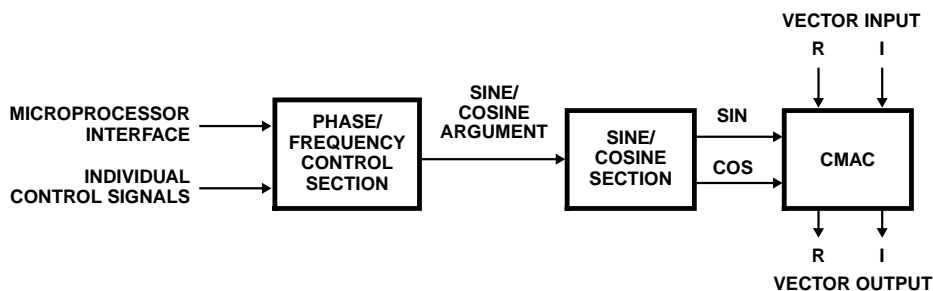 VECTOR INPUT
R I
MICROPROCESSOR
INTERFACE
INDIVIDUAL
CONTROL SIGNALS
PHASE/
FREQUENCY
CONTROL
SECTION
SINE/
COSINE
ARGUMENT
SINE/
COSINE
SECTION
SIN
COS
CMAC
R I
VECTOR OUTPUT